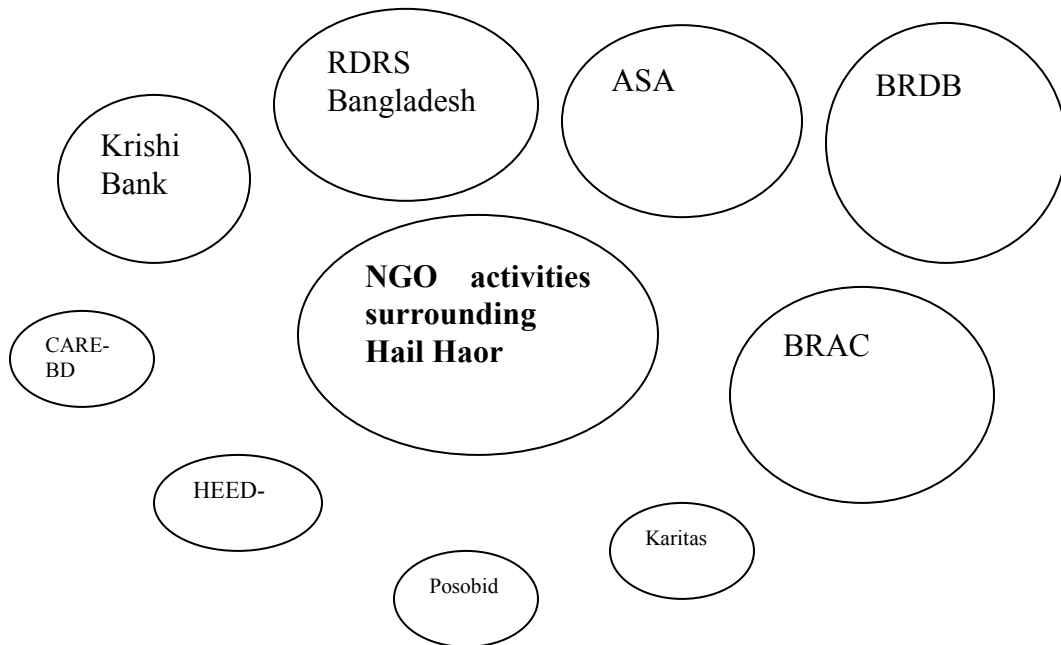 RDRS
Bangladesh
ASA
BRDB
Krishi
Bank
NGO activities
surrounding
Hail Haor
BRAC
CARE-
BD
HEED-
Karitas
Posobid